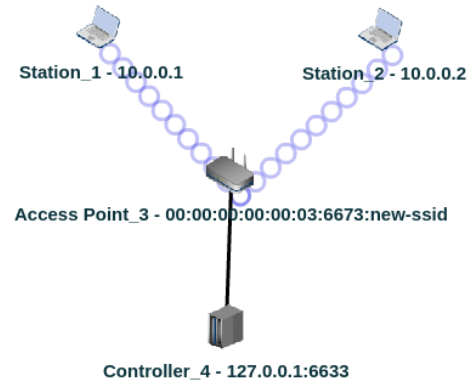 Station_1 - 10.0.0.1
Station_2 - 10.0.0.2
Access Point_3 - 00:00:00:00:00:03:6673:new-ssid
Controller_4 - 127.0.0.1:6633